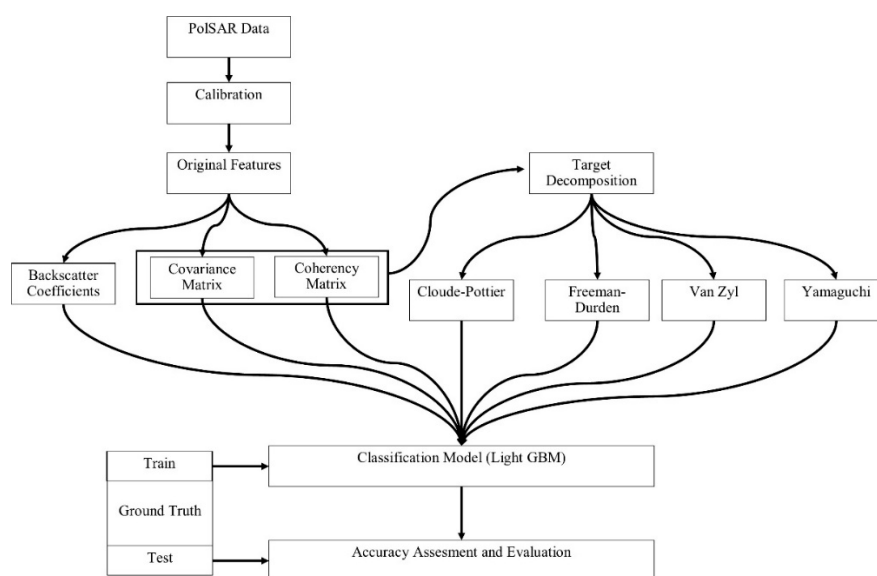 PolSAR Data
Calibration
Original Features
Target
Decomposition
Backscatter
Coefficients
Covariance
Matrix
Coherency
Matrix
Cloude-Pottier
Freeman-
Durden
Van Zyl
Yamaguchi
Train
Classification Model (Light GBM)
Ground Truth
Test
Accuracy Assesment and Evaluation